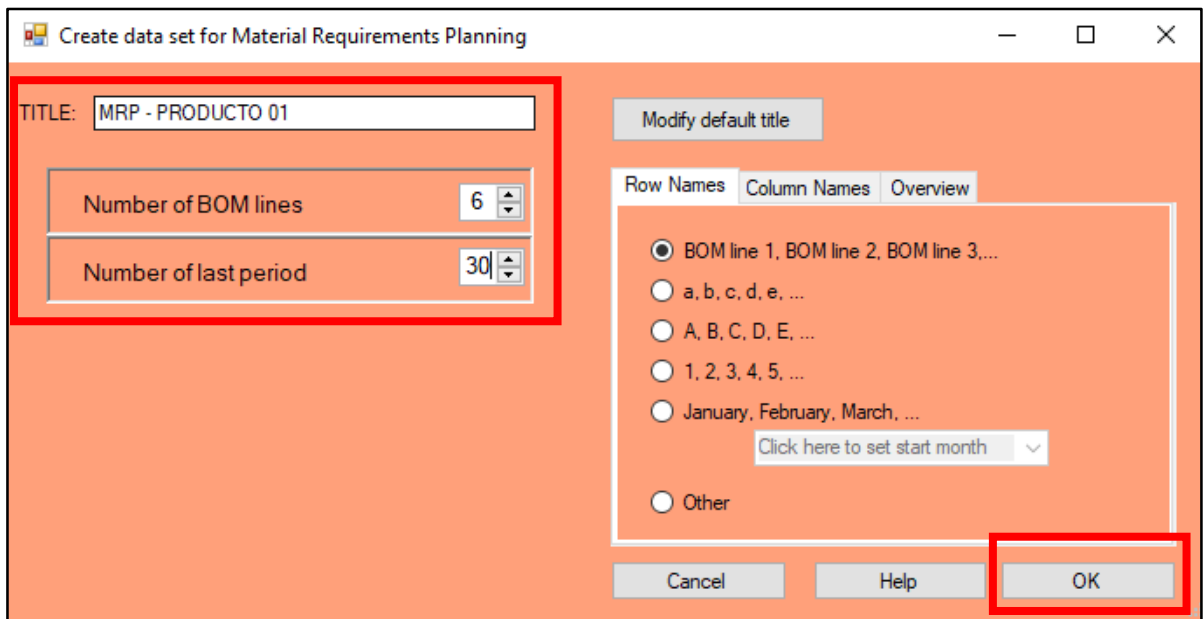 Create data set for Material Requirements Planning
TITLE: MRP - PRODUCTO 01
Modify default title
Number of BOM lines 6
Number of last period 30
Row Names Column Names Overview
BOM line 1, BOM line 2, BOM line 3,...
a, b, c, d, e, ...
A, B, C, D, E, ...
1, 2, 3, 4, 5, ...
January, February, March, ...
Click here to set start month
Other
Cancel Help OK